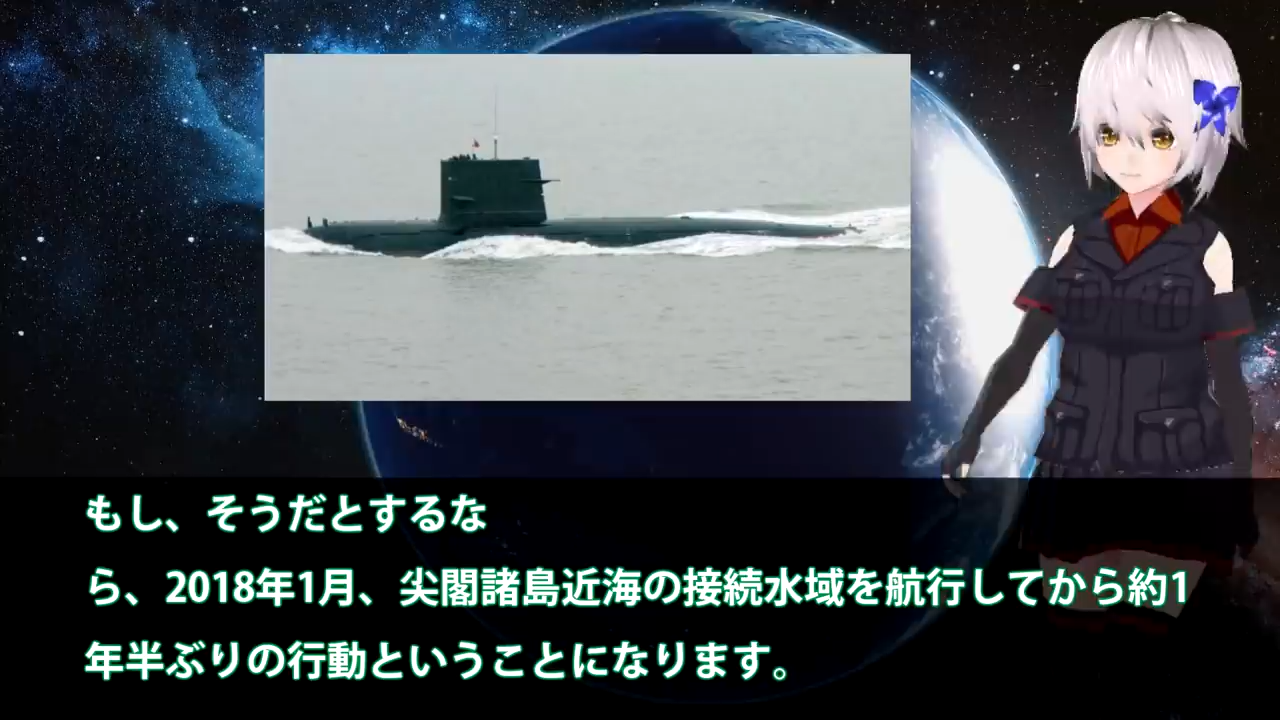 もし、そうだとするな
ら、2018年1月、尖閣諸島近海の接続水域を航行してから約1
年半ぶりの行動ということになります。